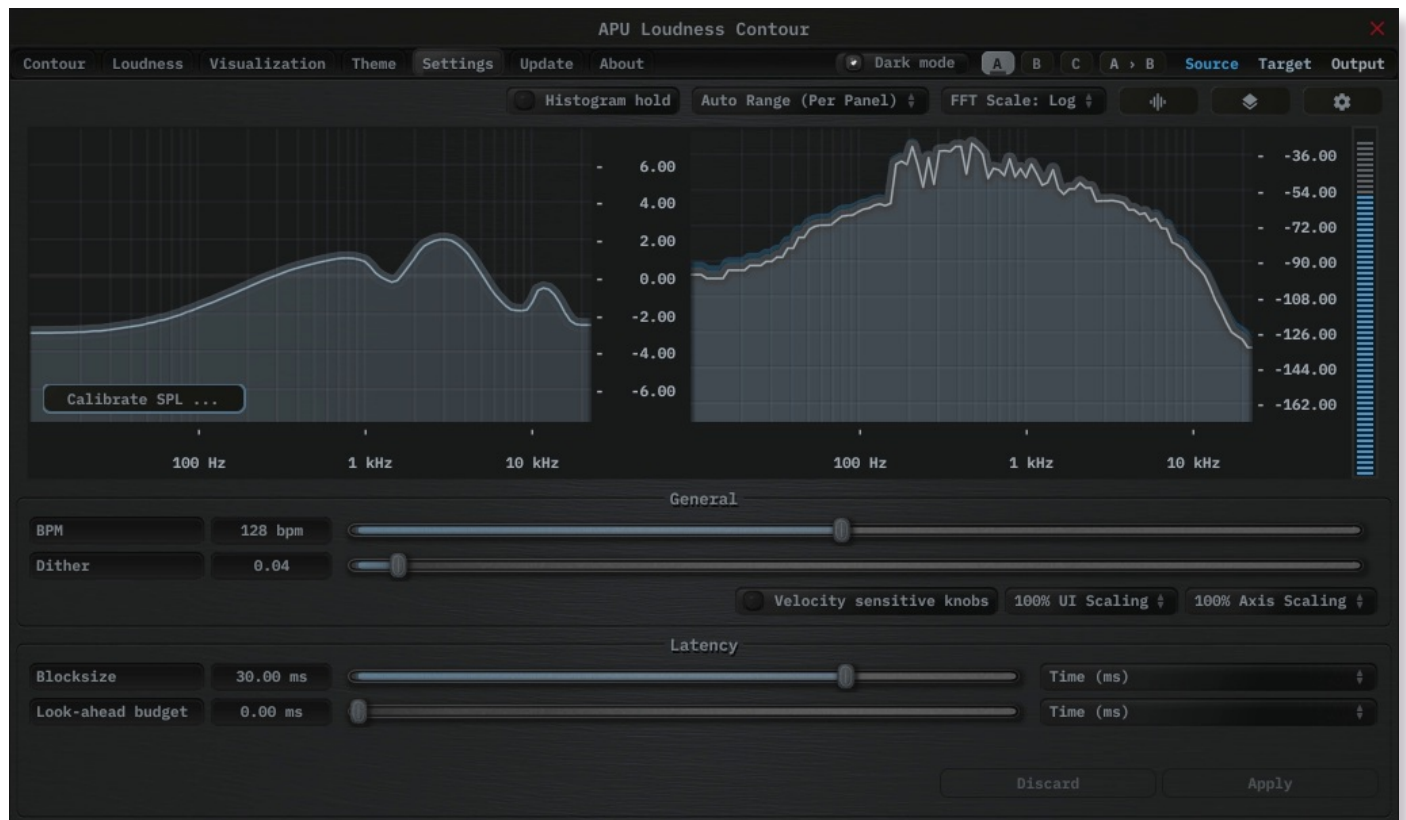 APU Loudness Contour
Contour Loudness Visualization Theme Settings Update About Dark mode A B C A › B Source Target Output
Histogram hold Auto Range (Per Panel) FFT Scale: Log
6.00
4.00
2.00
0.00
-2.00
-4.00
-6.00
Calibrate SPL ...
100 Hz 1 kHz 10 kHz
-36.00
-54.00
-72.00
-90.00
-108.00
-126.00
-144.00
-162.00
100 Hz 1 kHz 10 kHz
General
BPM 128 bpm
Dither 0.04
Velocity sensitive knobs 100% UI Scaling 100% Axis Scaling
Latency
Blocksize 30.00 ms Time (ms)
Look-ahead budget 0.00 ms Time (ms)
Discard Apply